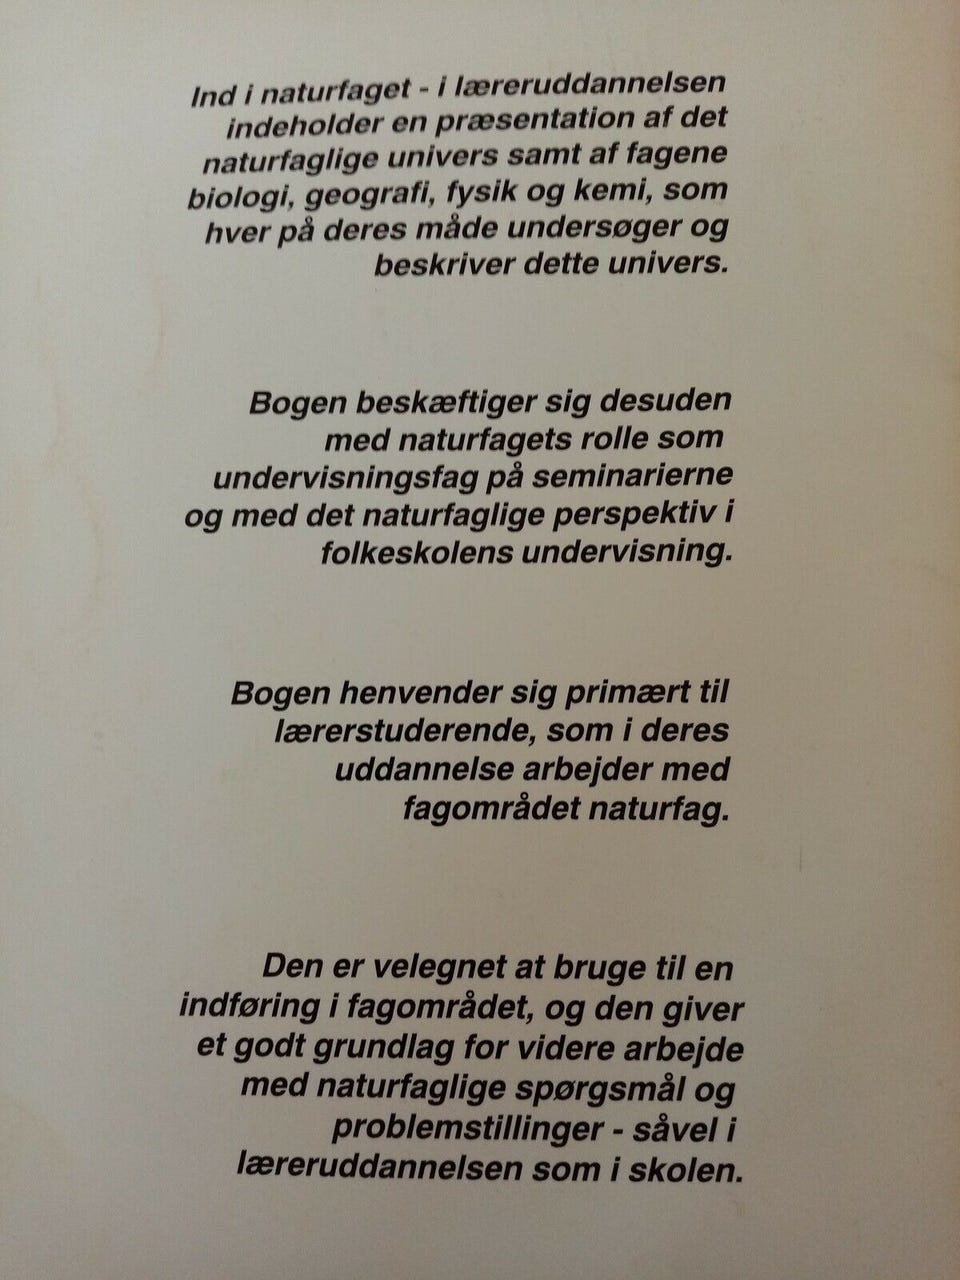 Ind i naturfaget - i læreruddannelsen
indeholder en præsentation af det
naturfaglige univers samt af fagene
biologi, geografi, fysik og kemi, som
hver på deres måde undersøger og
beskriver dette univers.
Bogen beskæftiger sig desuden
med naturfagets rolle som
undervisningsfag på seminarierne
og med det naturfaglige perspektiv i
folkeskolens undervisning.
Bogen henvender sig primært til
lærerstuderende, som i deres
uddannelse arbejder med
fagområdet naturfag.
Den er velegnet at bruge til en
indføring i fagområdet, og den giver
et godt grundlag for videre arbejde
med naturfaglige spørgsmål og
problemstillinger - såvel i
læreruddannelsen som i skolen.